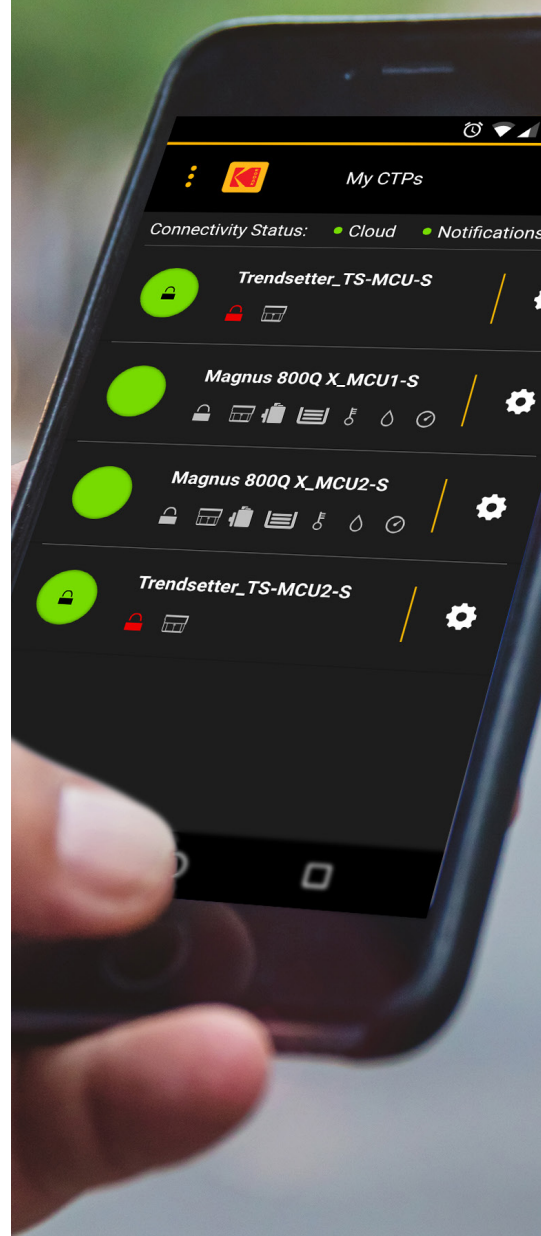 My CTPs
Connectivity Status: • Cloud • Notifications
Trendsetter_TS-MCU-S
Magnus 800Q X_MCU1-S
Magnus 800Q X_MCU2-S
Trendsetter_TS-MCU2-S